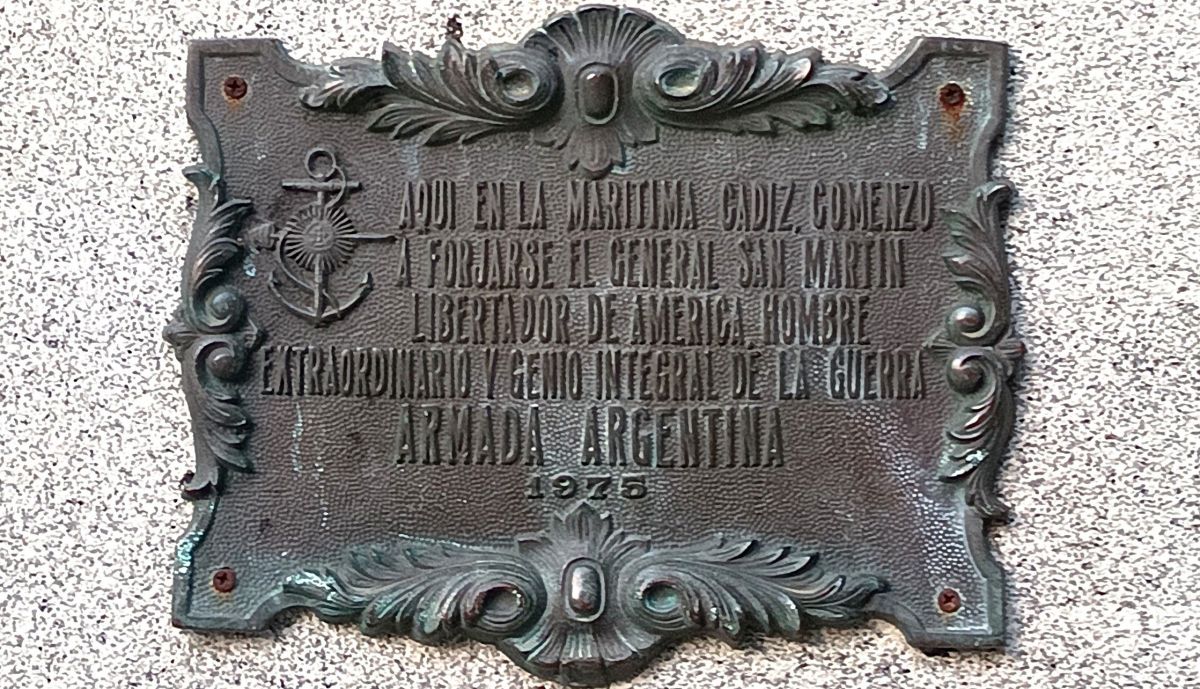 AQUI EN LA MARITIMA CADIZ, COMENZO
A FORJARSE EL GENERAL SAN MARTIN
LIBERTADOR DE AMERICA, HOMBRE
EXTRAORDINARIO Y GENIO INTEGRAL DE LA GUERRA
ARMADA ARGENTINA
1975